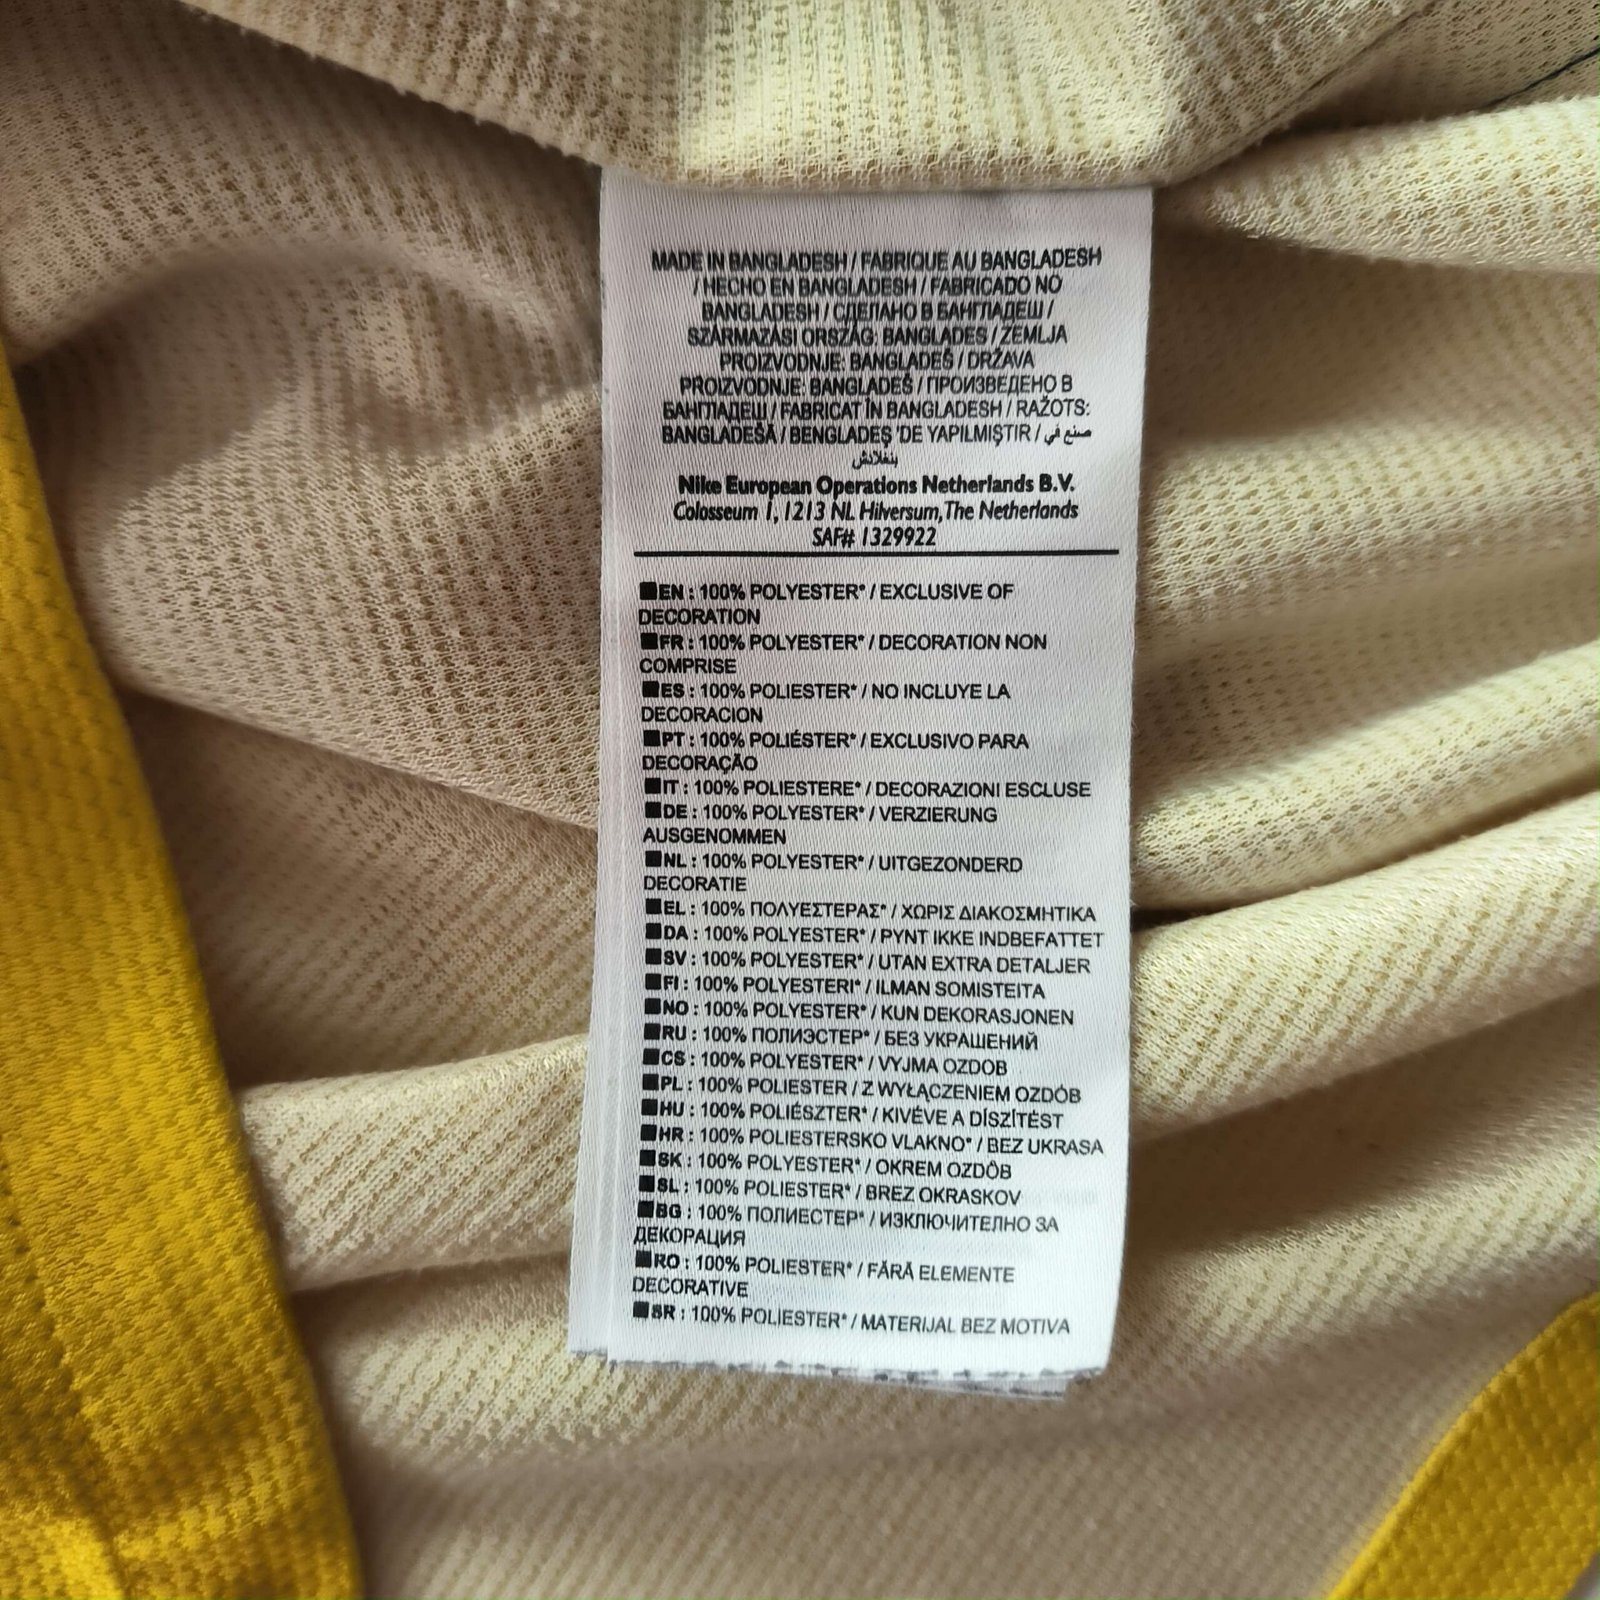 MADE IN BANGLADESH / FABRIQUE AU BANGLADESH
/ HECHO EN BANGLADESH / FABRICADO NO
BANGLADESH / СДЕЛАНО В БАНГЛАДЕШ /
SZÁRMAZÁSI ORSZÁG: BANGLADES / ZEMLJA
PROIZVODNJE: BANGLADEŠ / DRŽAVA
PROIZVODNJE: BANGLADEŠ / ПРОИЗВЕДЕНО В
БАНГЛАДЕШ / FABRICAT ÎN BANGLADESH / RAŽOTS:
BANGLADEŠĀ / BENGLADEŞ 'DE YAPILMIŞTIR / صنع في
بنغلادش
Nike European Operations Netherlands B.V.
Colosseum 1, 1213 NL Hilversum, The Netherlands
SAF# 1329922
■EN : 100% POLYESTER* / EXCLUSIVE OF
DECORATION
■FR : 100% POLYESTER* / DECORATION NON
COMPRISE
■ES : 100% POLIESTER* / NO INCLUYE LA
DECORACION
■PT : 100% POLIÉSTER* / EXCLUSIVO PARA
DECORAÇÃO
■IT : 100% POLIESTERE* / DECORAZIONI ESCLUSE
■DE : 100% POLYESTER* / VERZIERUNG
AUSGENOMMEN
■NL : 100% POLYESTER* / UITGEZONDERD
DECORATIE
■EL : 100% ΠΟΛΥΕΣΤΕΡΑΣ* / ΧΩΡΙΣ ΔΙΑΚΟΣΜΗΤΙΚΑ
■DA : 100% POLYESTER* / PYNT IKKE INDBEFATTET
■SV : 100% POLYESTER* / UTAN EXTRA DETALJER
■FI : 100% POLYESTERI* / ILMAN SOMISTEITA
■NO : 100% POLYESTER* / KUN DEKORASJONEN
■RU : 100% ПОЛИЭСТЕР* / БЕЗ УКРАШЕНИЙ
■CS : 100% POLYESTER* / VYJMA OZDOB
■PL : 100% POLIESTER / Z WYŁĄCZENIEM OZDÓB
■HU : 100% POLIÉSZTER* / KIVÉVE A DÍSZÍTÉST
■HR : 100% POLIESTERSKO VLAKNO* / BEZ UKRASA
■SK : 100% POLYESTER* / OKREM OZDÔB
■SL : 100% POLIESTER* / BREZ OKRASKOV
■BG : 100% ПОЛИЕСТЕР* / ИЗКЛЮЧИТЕЛНО ЗА
ДЕКОРАЦИЯ
■RO : 100% POLIESTER* / FĂRĂ ELEMENTE
DECORATIVE
■SR : 100% POLIESTER* / MATERIJAL BEZ MOTIVA